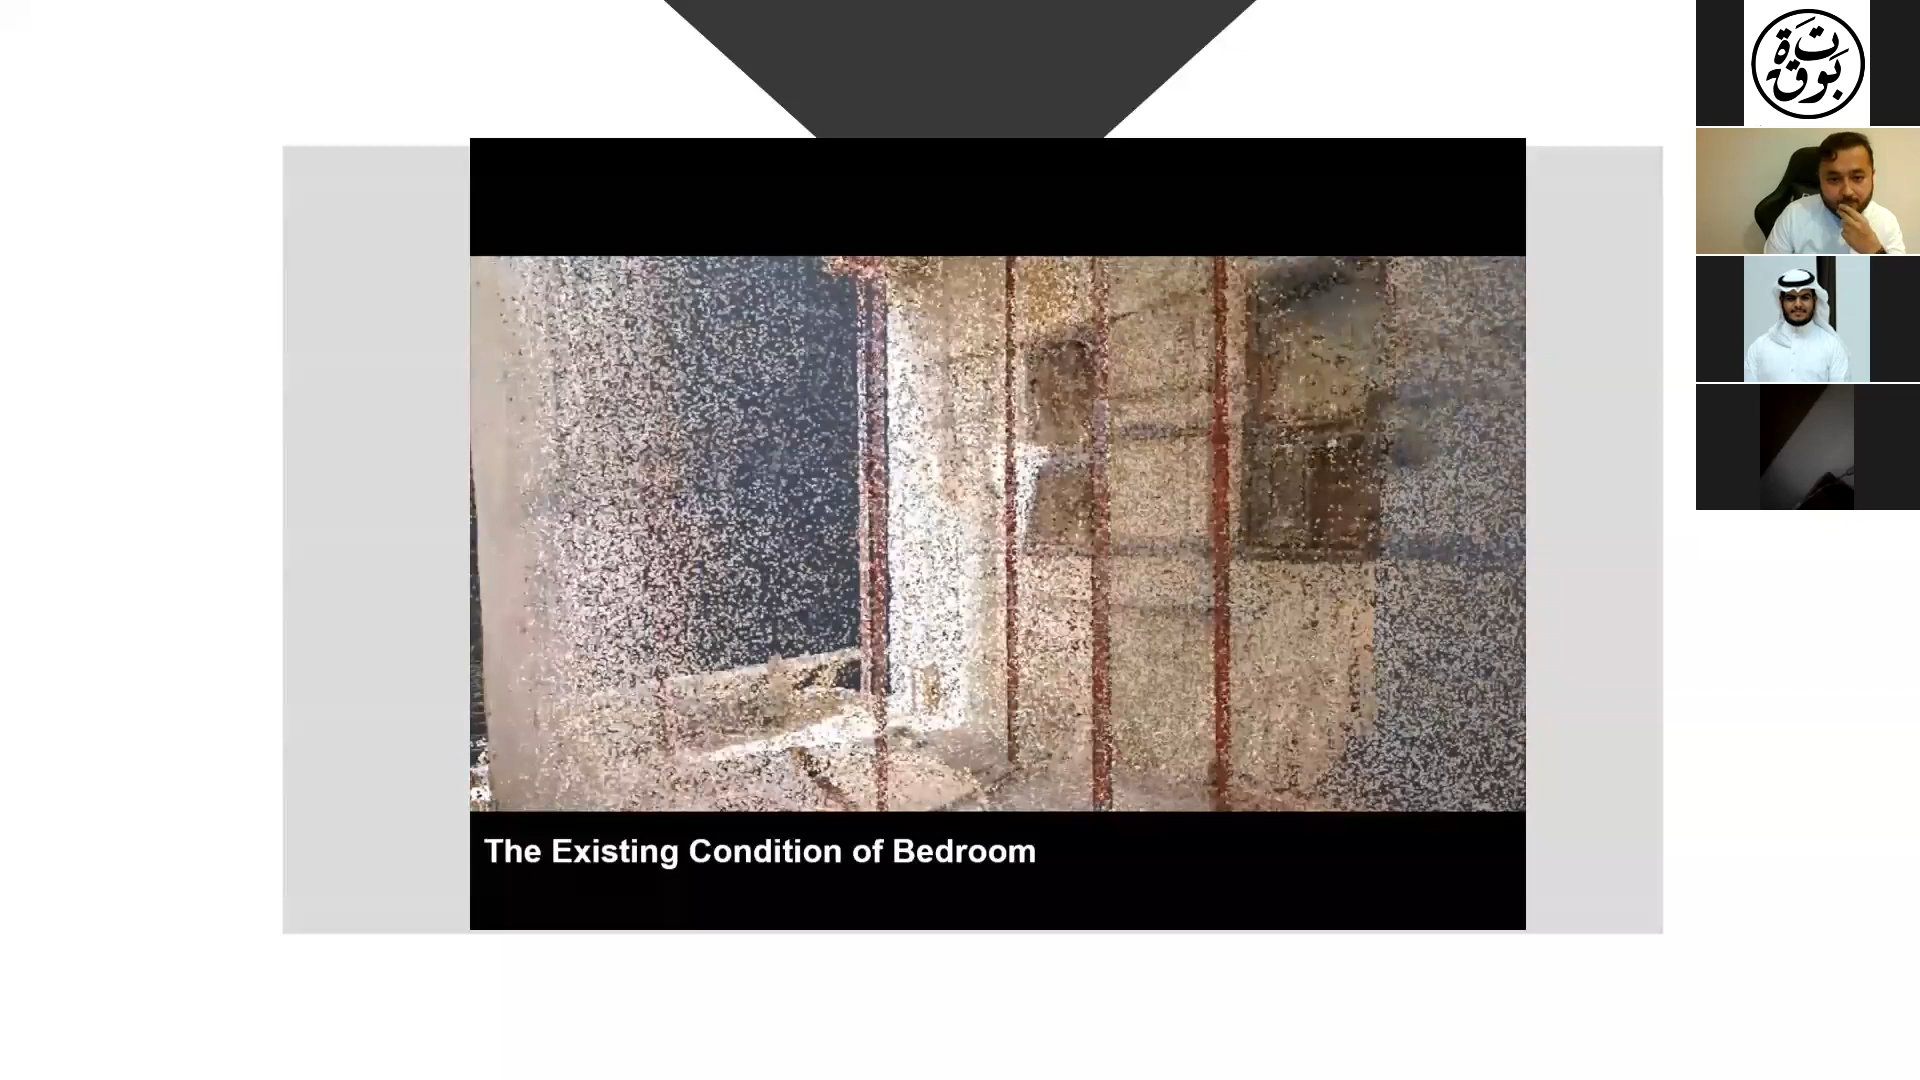 بوتقة
The Existing Condition of Bedroom